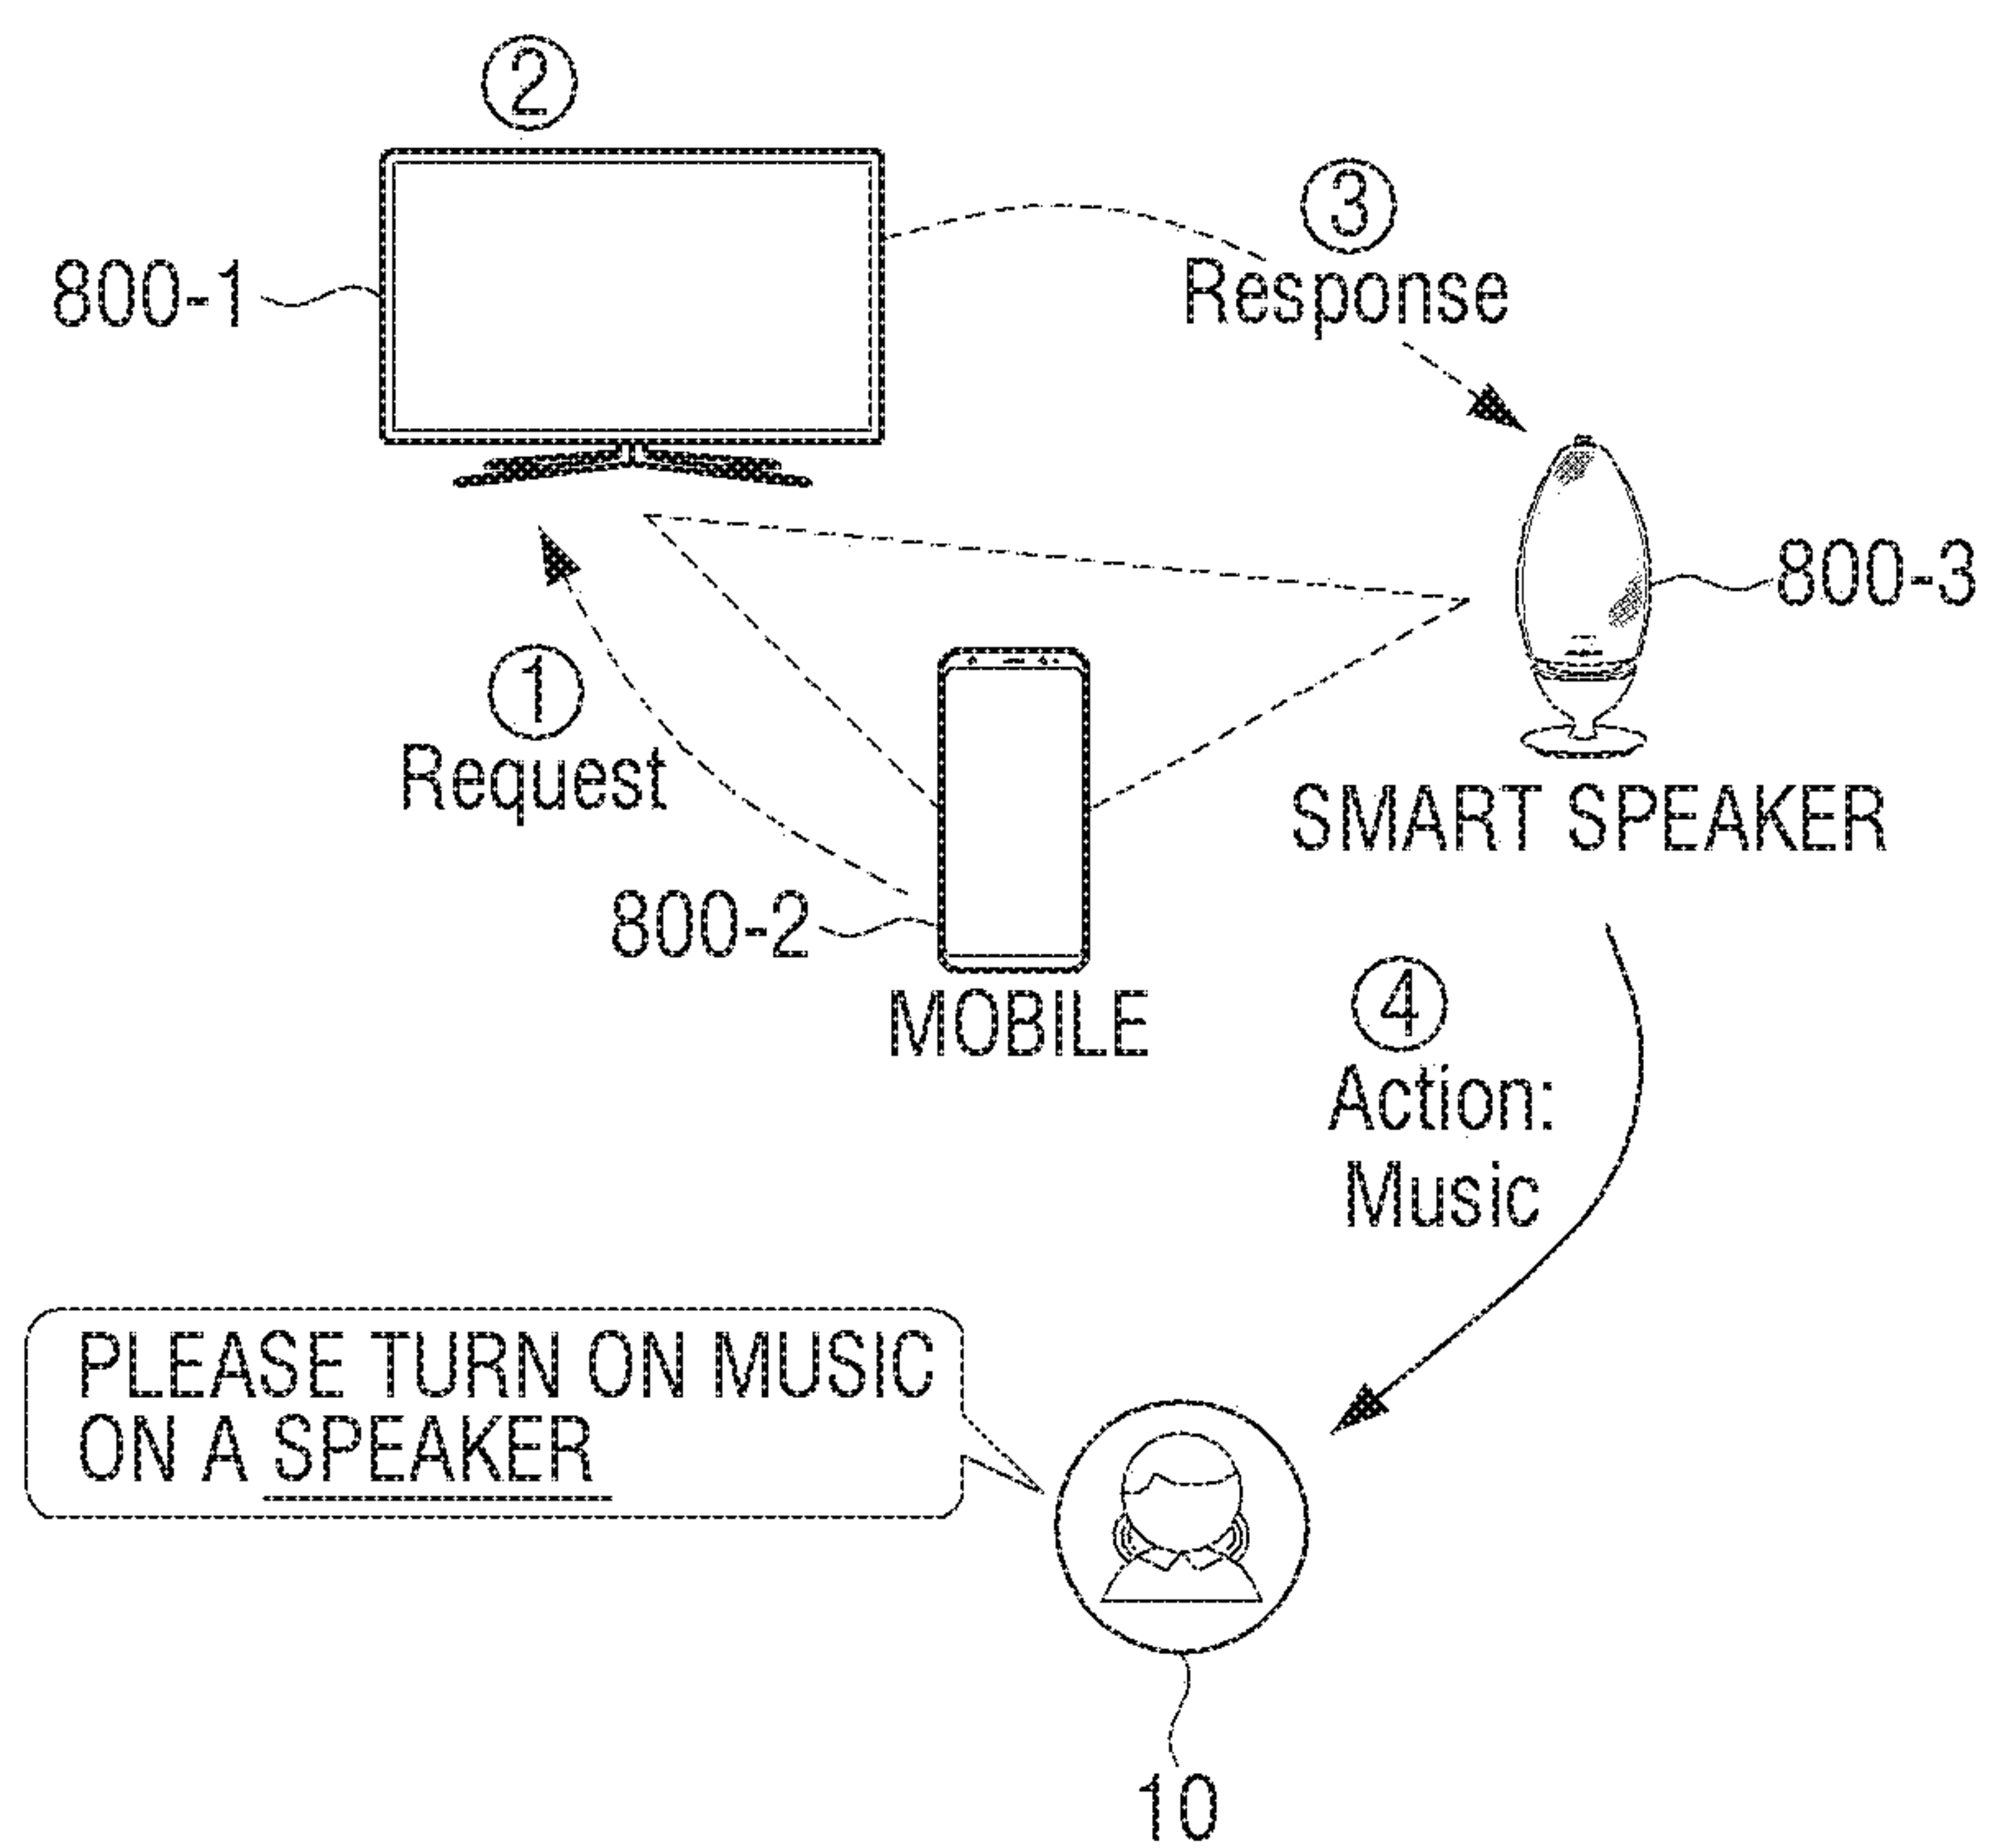 ②
③
Response
800-1
800-3
①
Request
SMART SPEAKER
800-2
MOBILE
④
Action:
Music
PLEASE TURN ON MUSIC
ON A SPEAKER
10